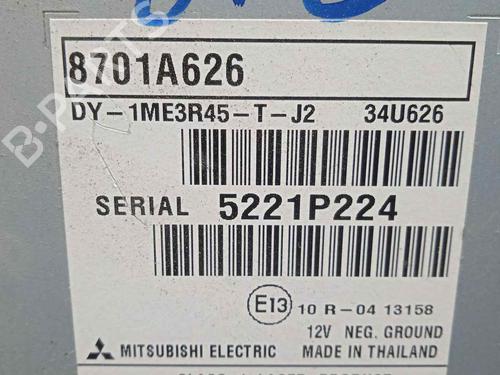 8701A626
DY-1ME3R45-T-J2 34U626
SERIAL 5221P224
E13 10 R-04 13158
12V NEG. GROUND
MITSUBISHI ELECTRIC MADE IN THAILAND
B-PARTS